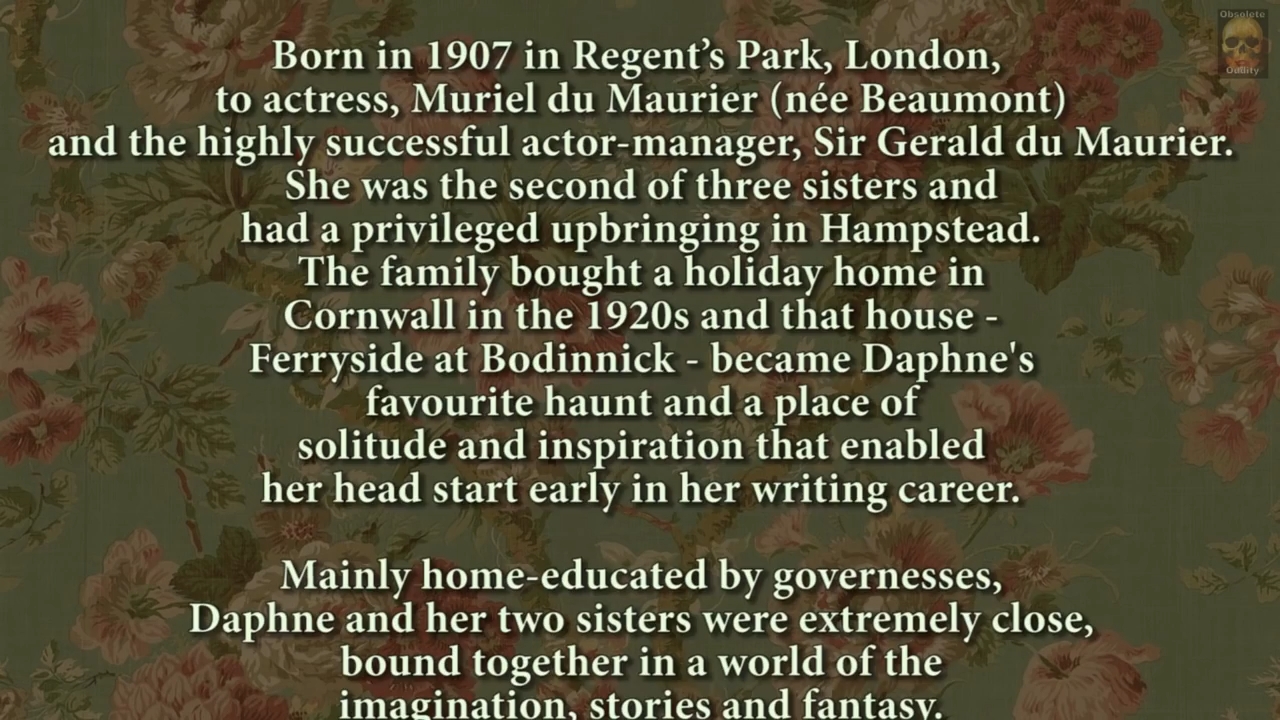 Obsolete
Oddity
Born in 1907 in Regent’s Park, London,
to actress, Muriel du Maurier (née Beaumont)
and the highly successful actor-manager, Sir Gerald du Maurier.
She was the second of three sisters and
had a privileged upbringing in Hampstead.
The family bought a holiday home in
Cornwall in the 1920s and that house -
Ferryside at Bodinnick - became Daphne's
favourite haunt and a place of
solitude and inspiration that enabled
her head start early in her writing career.
Mainly home-educated by governesses,
Daphne and her two sisters were extremely close,
bound together in a world of the
imagination, stories and fantasy.